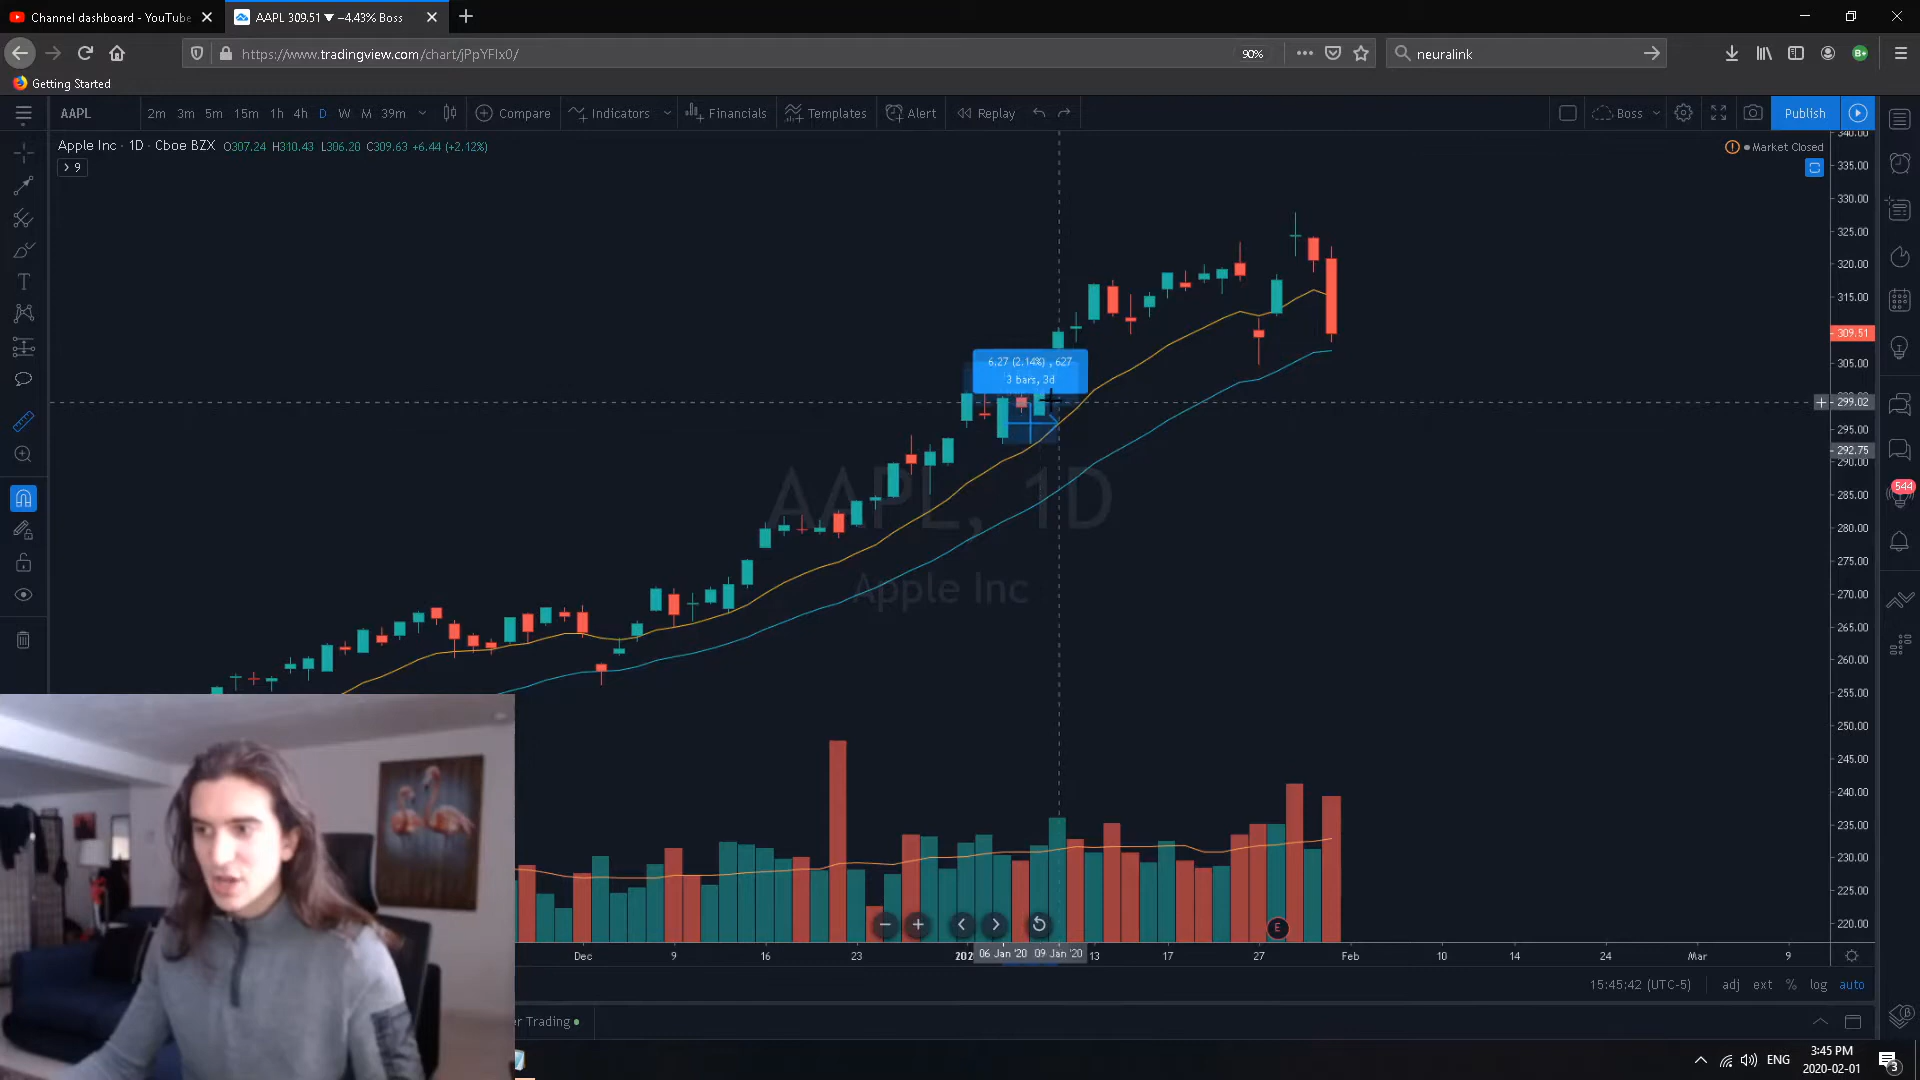 Channel dashboard - YouTube
AAPL 309.51 ▼ −4.43% Boss
https://www.tradingview.com/chart/jPpYFIx0/
90%
neuralink
Getting Started
AAPL
2m 3m 5m 15m 1h 4h D W M 39m
Compare
Indicators
Financials
Templates
Alert
Replay
Boss
Publish
Apple Inc · 1D · Cboe BZX O307.24 H310.43 L306.20 C309.63 +6.44 (+2.12%)
9
Market Closed
340.00
335.00
330.00
325.00
320.00
315.00
309.51
305.00
299.02
295.00
292.75
290.00
285.00
280.00
275.00
270.00
265.00
260.00
255.00
250.00
245.00
240.00
235.00
230.00
225.00
220.00
544
6.27 (2.14%) , 627
3 bars, 3d
AAPL, 1D
Apple Inc
E
Dec 9 16 23 202 06 Jan '20 09 Jan '20 13 17 27 Feb 10 14 24 Mar 9
15:45:42 (UTC-5) adj ext % log auto
er Trading
ENG
3:45 PM
2020-02-01
3